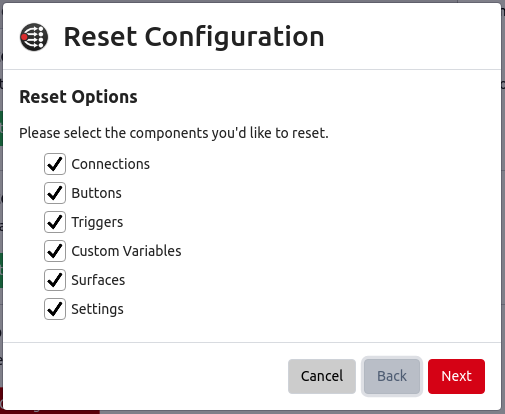 Reset Configuration
Reset Options
Please select the components you'd like to reset.
Connections
Buttons
Triggers
Custom Variables
Surfaces
Settings
Cancel
Back
Next